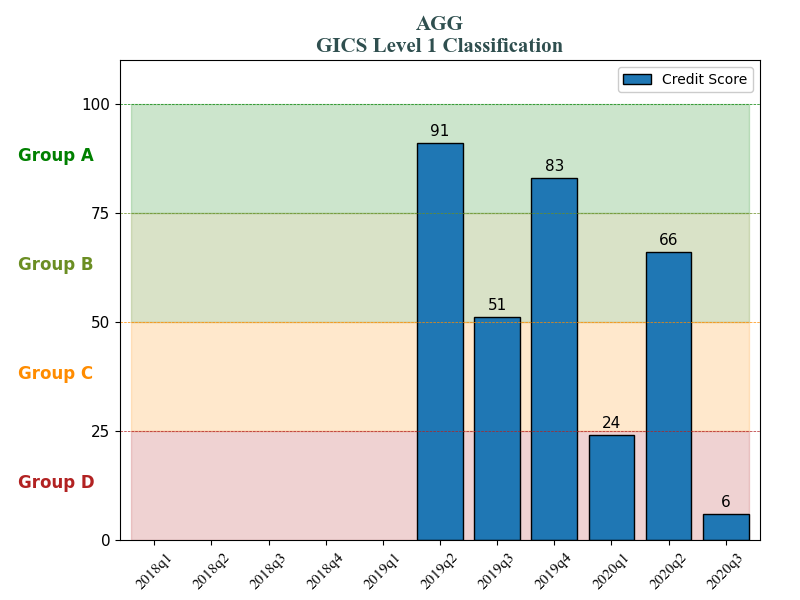 AGG
GICS Level 1 Classification
Credit Score
100
Group A
91
83
75
Group B
66
51
50
Group C
25
24
Group D
6
0
2018q1 2018q2 2018q3 2018q4 2019q1 2019q2 2019q3 2019q4 2020q1 2020q2 2020q3